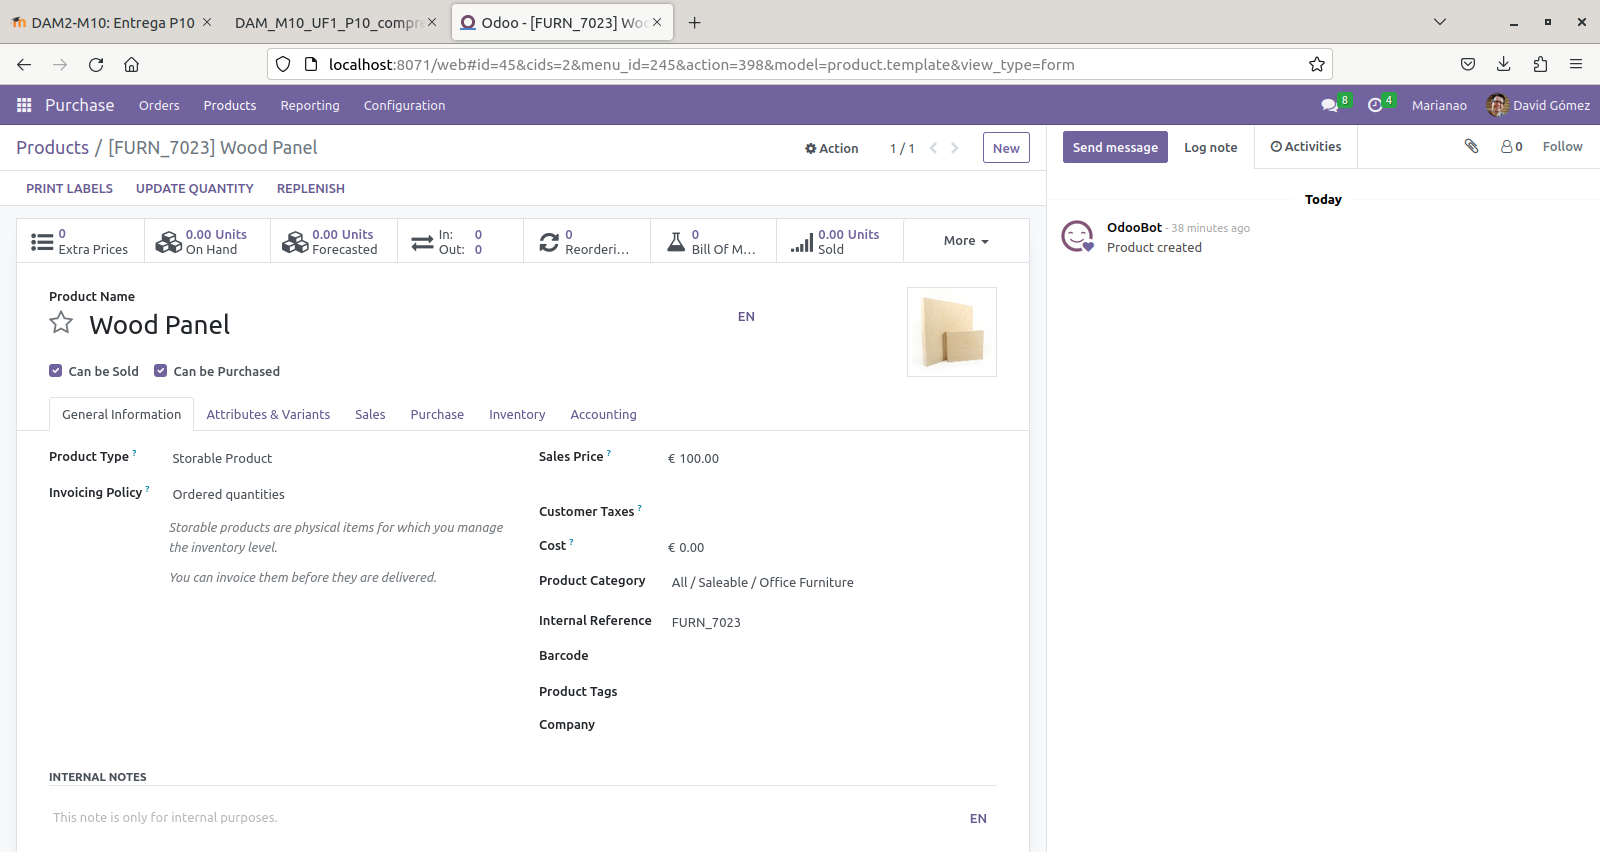 DAM2-M10: Entrega P10
DAM_M10_UF1_P10_compr
Odoo - [FURN_7023] Woo
localhost:8071/web#id=45&cids=2&menu_id=245&action=398&model=product.template&view_type=form
Purchase Orders Products Reporting Configuration 8 4 Marianao David Gómez
Products / [FURN_7023] Wood Panel Action 1 / 1 New
Send message Log note Activities 0 Follow
PRINT LABELS UPDATE QUANTITY REPLENISH
0 Extra Prices
0.00 Units On Hand
0.00 Units Forecasted
In: 0
Out: 0
0 Reorderi...
0 Bill Of M...
0.00 Units Sold
More
Today
OdooBot - 38 minutes ago
Product created
Product Name
Wood Panel EN
Can be Sold Can be Purchased
General Information Attributes & Variants Sales Purchase Inventory Accounting
Product Type ? Storable Product
Invoicing Policy ? Ordered quantities
Storable products are physical items for which you manage
the inventory level.
You can invoice them before they are delivered.
Sales Price ? € 100.00
Customer Taxes ?
Cost ? € 0.00
Product Category All / Saleable / Office Furniture
Internal Reference FURN_7023
Barcode
Product Tags
Company
INTERNAL NOTES
This note is only for internal purposes. EN